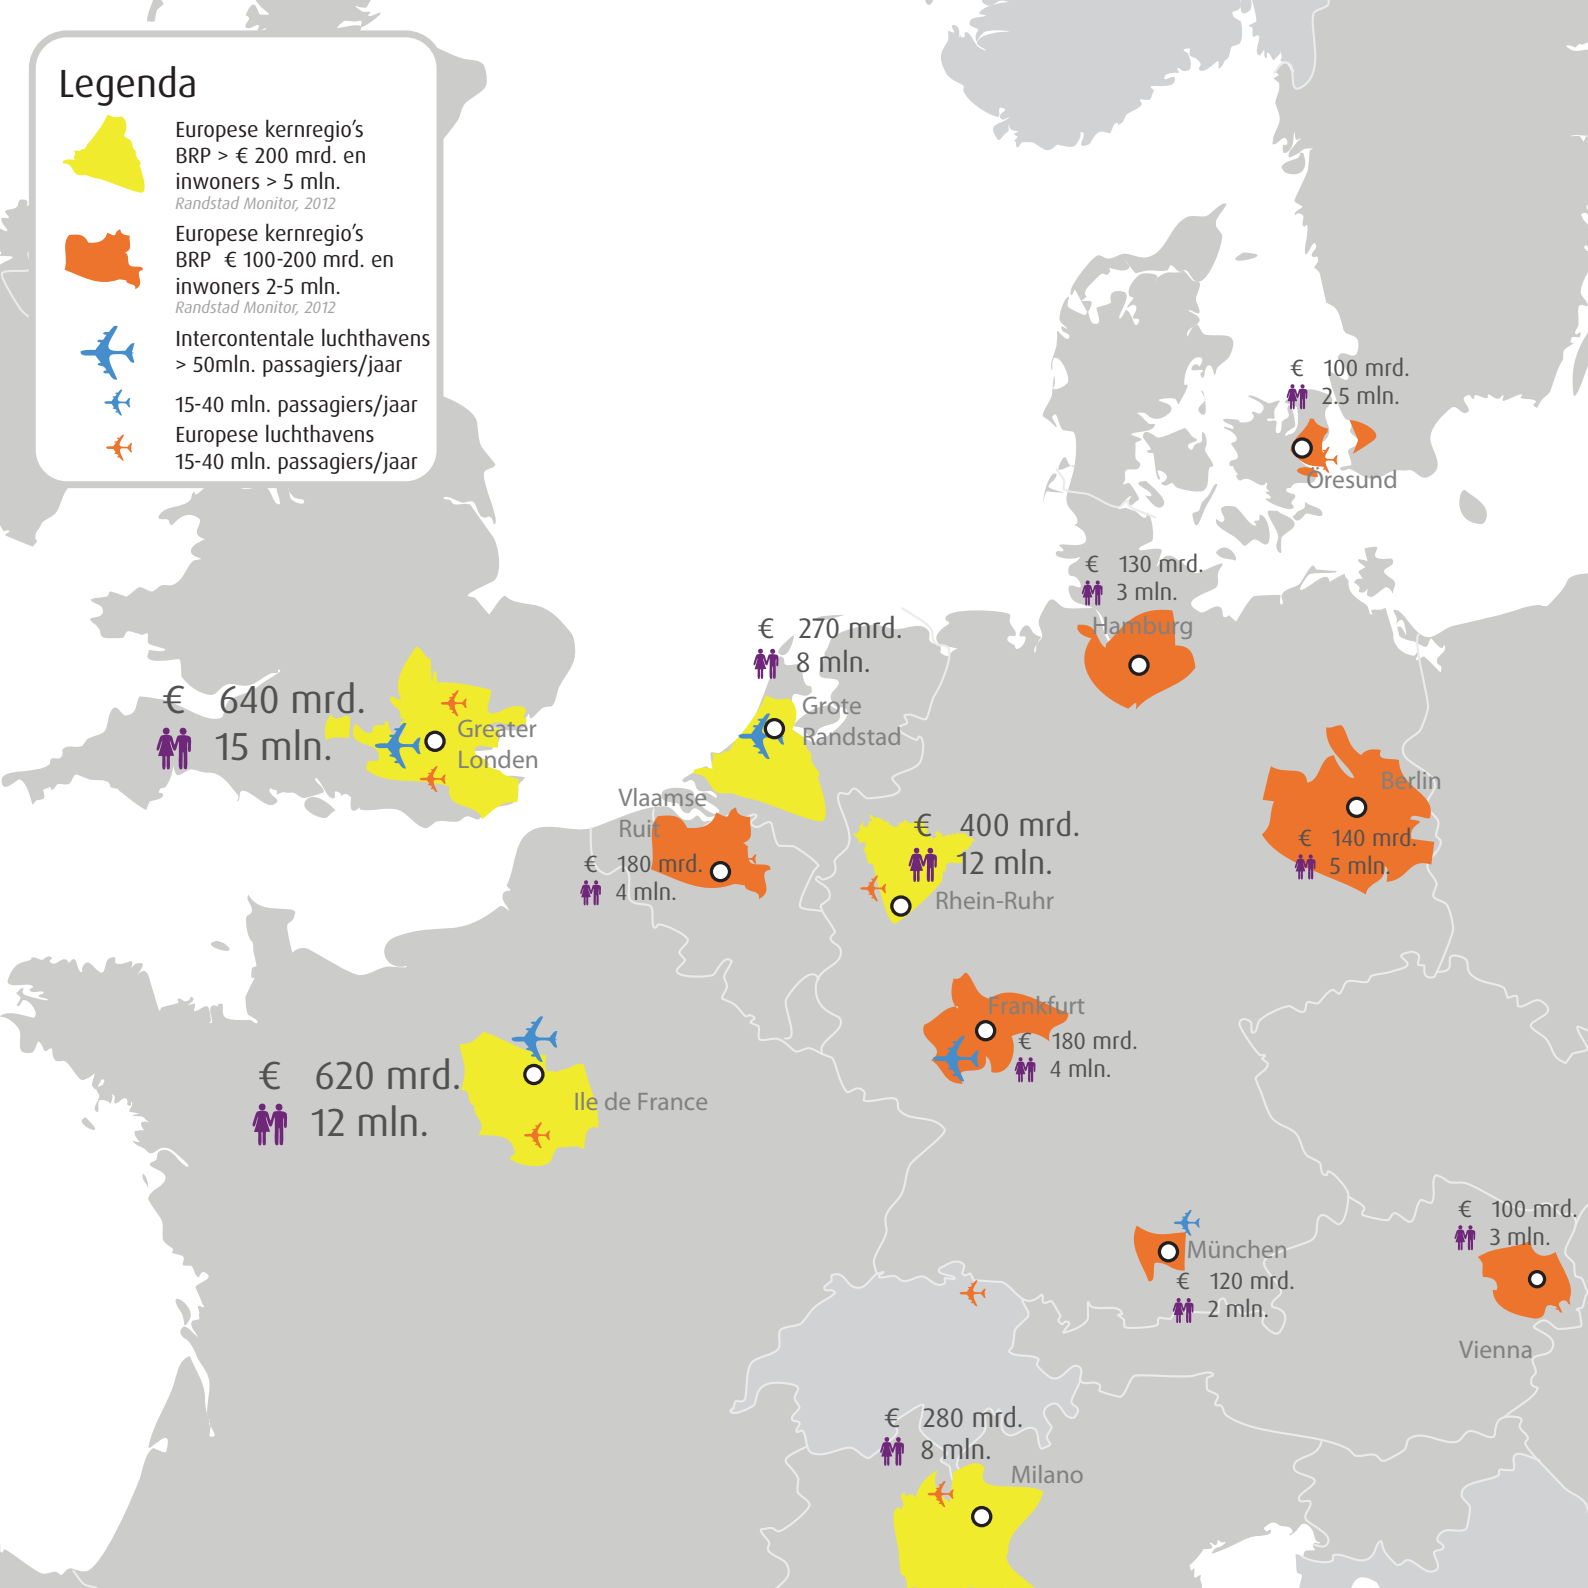 Legenda
Europese kernregio's
BRP > € 200 mrd. en
inwoners > 5 mln.
Randstad Monitor, 2012
Europese kernregio's
BRP € 100-200 mrd. en
inwoners 2-5 mln.
Randstad Monitor, 2012
Intercontentale luchthavens
> 50mln. passagiers/jaar
15-40 mln. passagiers/jaar
Europese luchthavens
15-40 mln. passagiers/jaar
€ 100 mrd.
2.5 mln.
Öresund
€ 130 mrd.
3 mln.
Hamburg
€ 270 mrd.
8 mln.
Grote
Randstad
€ 640 mrd.
15 mln.
Greater
Londen
Vlaamse
Ruit
€ 180 mrd.
4 mln.
€ 400 mrd.
12 mln.
Rhein-Ruhr
Berlin
€ 140 mrd.
5 mln.
Frankfurt
€ 180 mrd.
4 mln.
€ 620 mrd.
12 mln.
Ile de France
München
€ 120 mrd.
2 mln.
€ 100 mrd.
3 mln.
Vienna
€ 280 mrd.
8 mln.
Milano